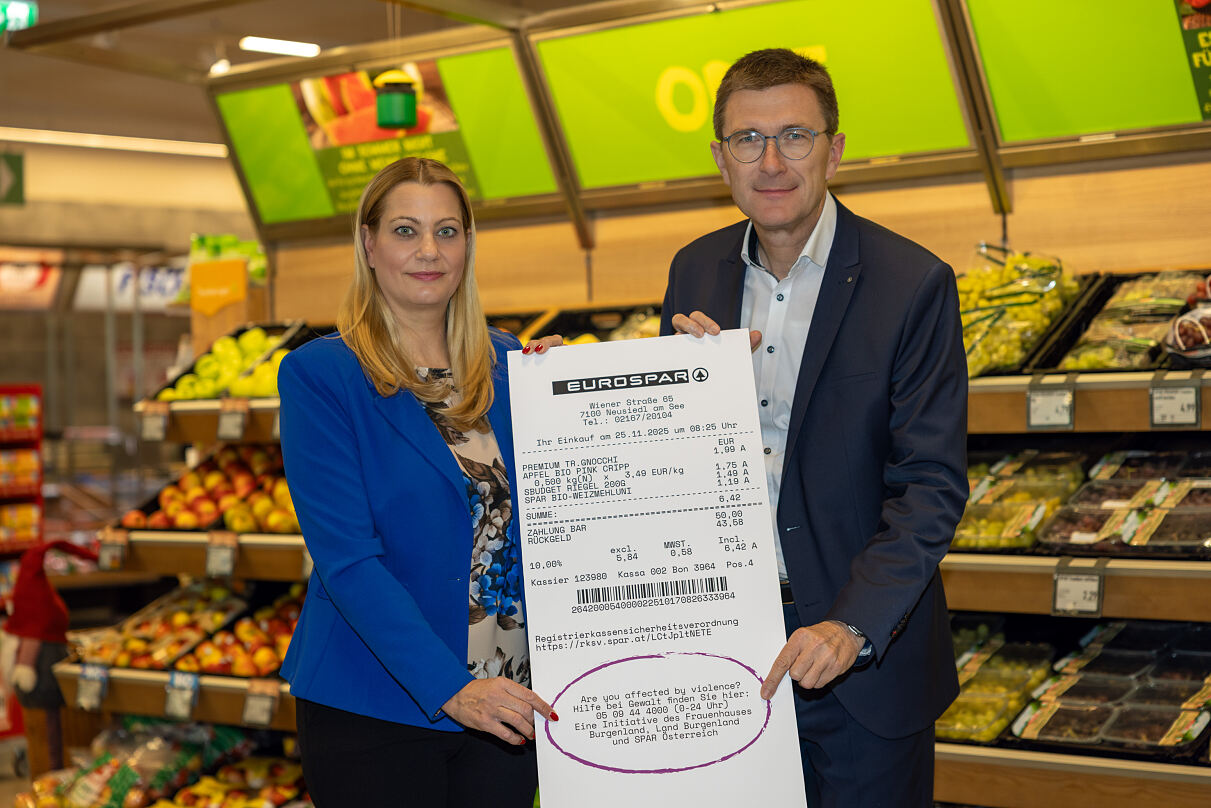 EUROSPAR
Wiener Straße 65
7100 Neusiedl am See
Tel.: 02167/20104
Ihr Einkauf am 25.11.2025 um 08:25 Uhr
EUR
PREMIUM TR.GNOCCHI 1,99 A
APFEL BIO PINK CRIPP
0,500 kg(N) x 3,49 EUR/kg 1,75 A
SBUDGET RIEGEL 200G 1,49 A
SPAR BIO-WEIZMEHLUNI 1,19 A
SUMME: 6,42
ZAHLUNG BAR 50,00
RÜCKGELD 43,58
excl. MWST. Incl.
10,00% 5,84 0,58 6,42 A
Kassier 123980 Kassa 002 Bon 3964 Pos.4
2642000540000225101708263339​64
Registrierkassensicherheitsverordnung
https://rksv.spar.at/LCtJpltNETE
Are you affected by violence?
Hilfe bei Gewalt finden Sie hier:
05 09 44 4000 (0-24 Uhr)
Eine Initiative des Frauenhauses
Burgenland, Land Burgenland
und SPAR Österreich